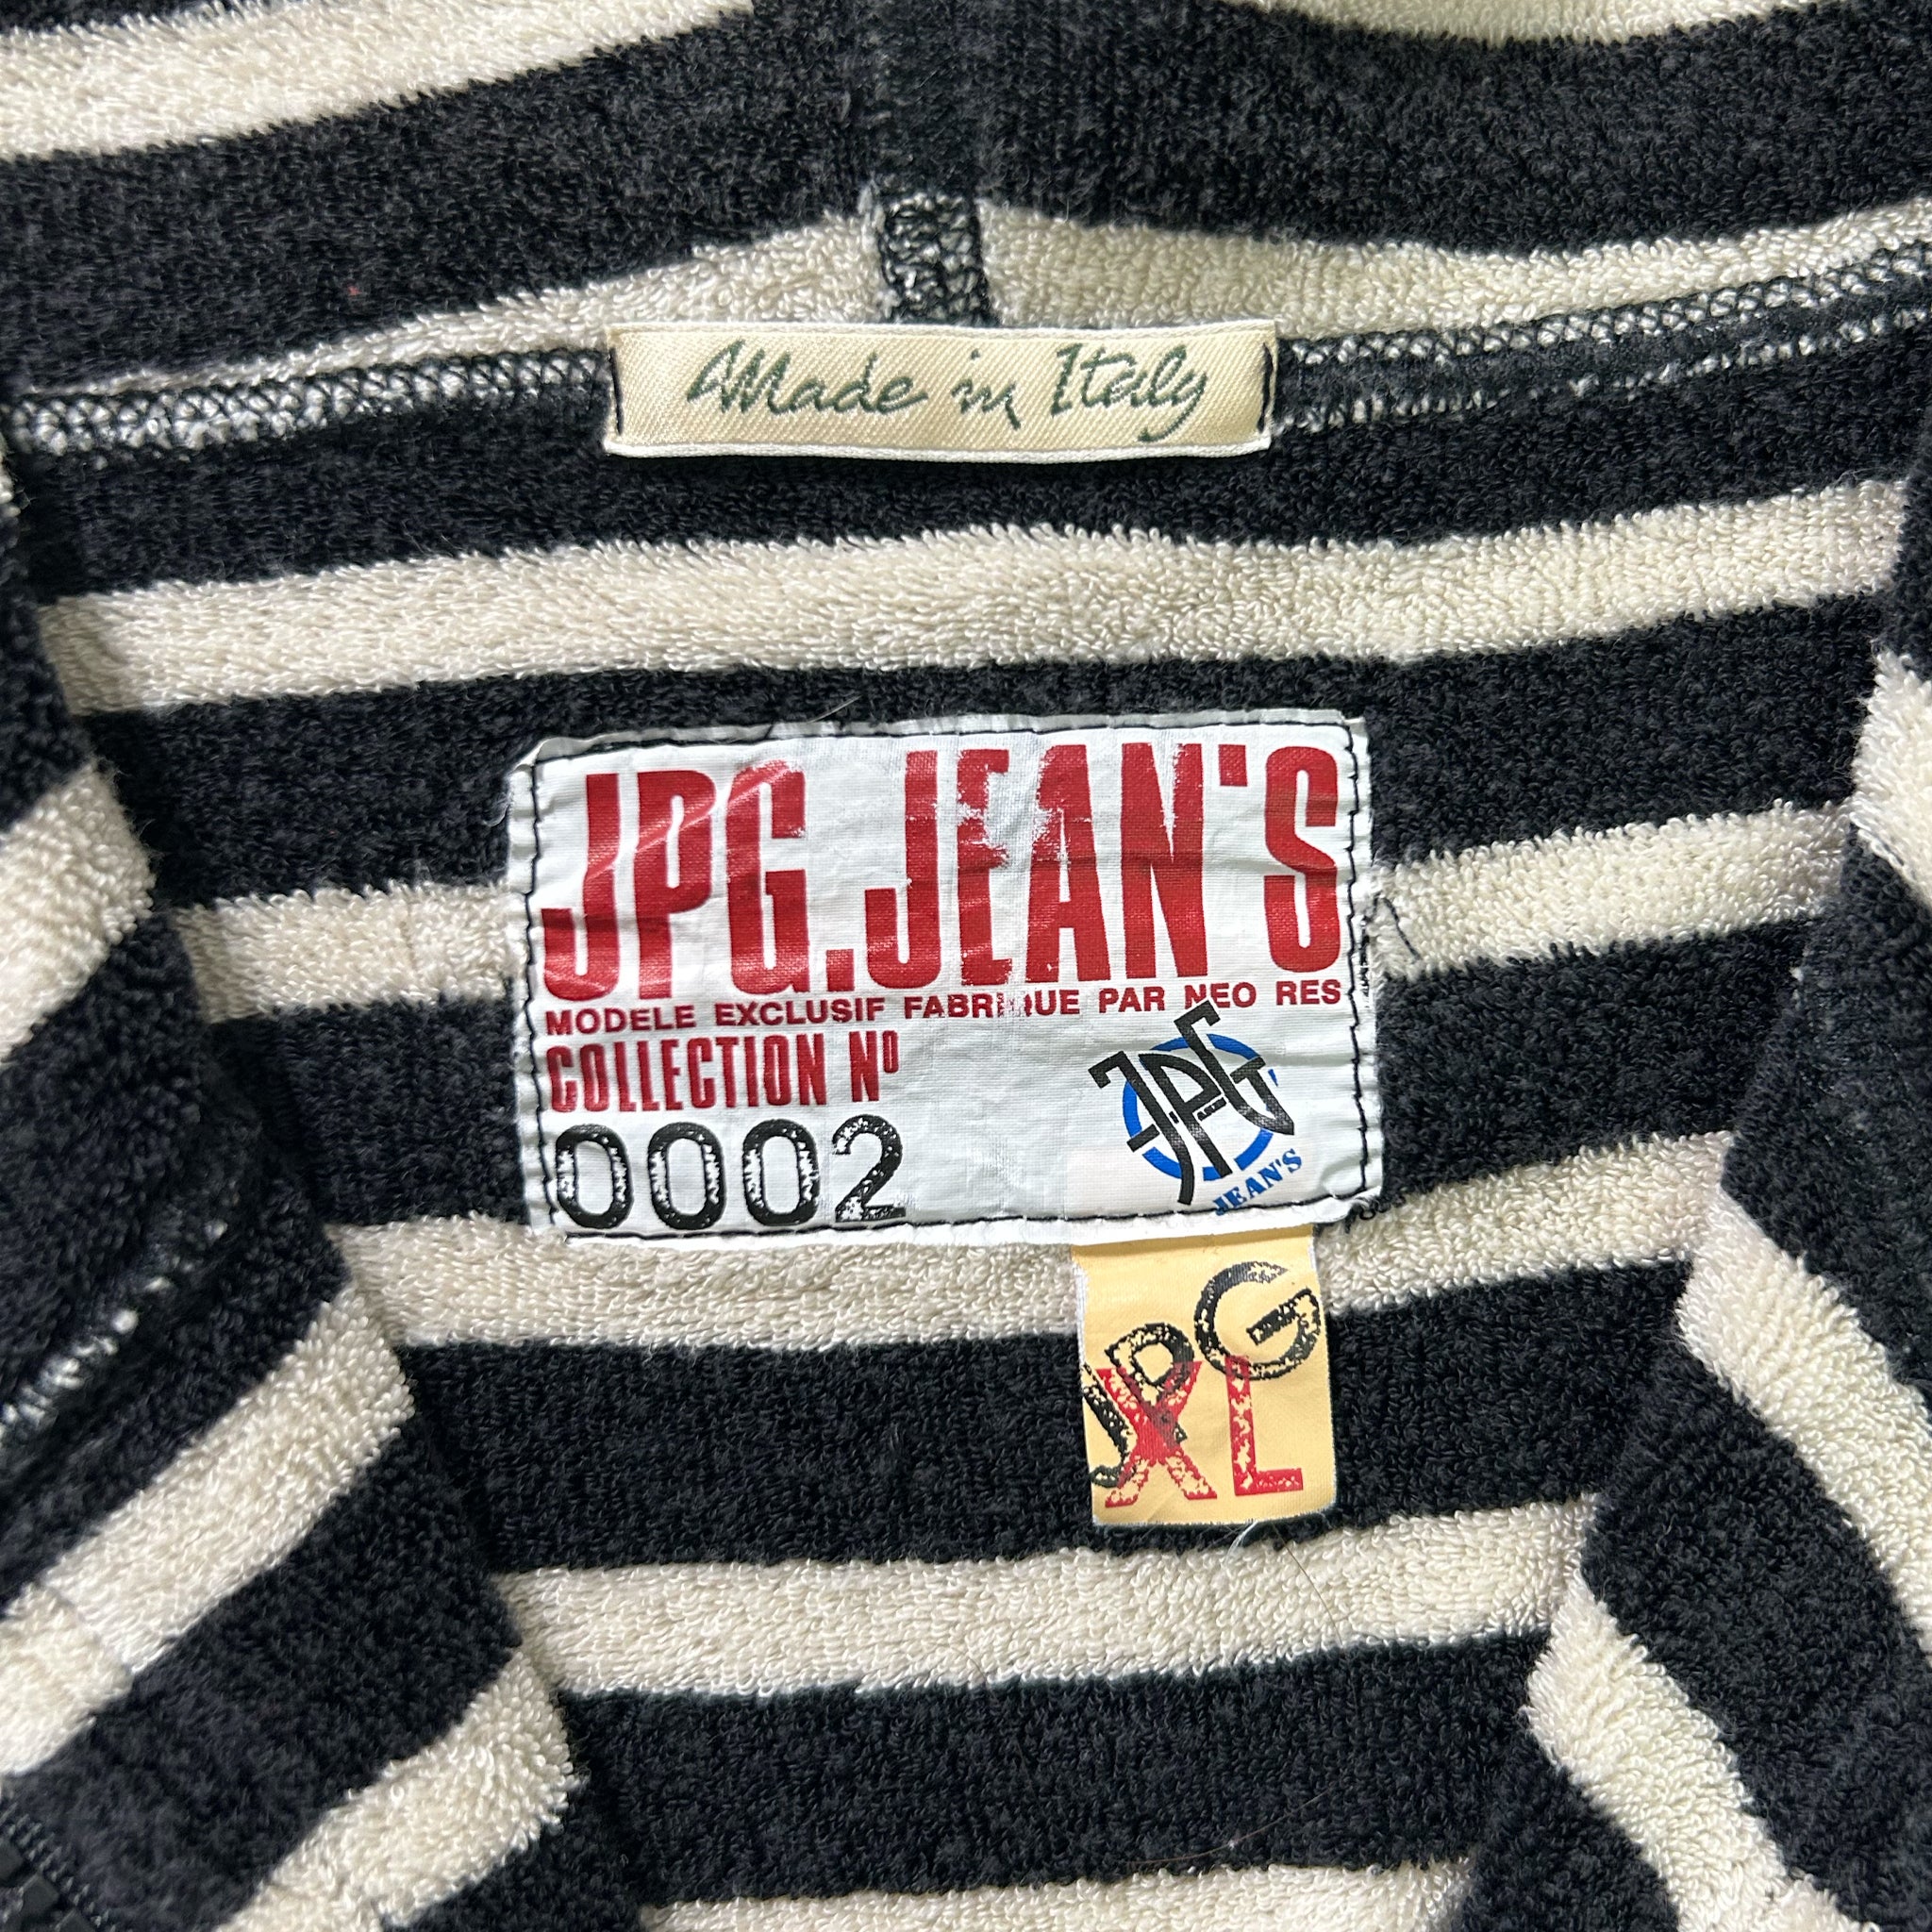 Made in Italy
JPG.JEAN'S
MODELE EXCLUSIF FABRIQUE PAR NEO RES
COLLECTION Nº
0002
JPG
JEAN'S
JPG
XL